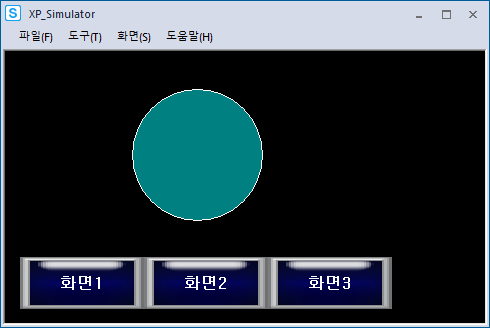 S XP_Simulator
파일(F) 도구(T) 화면(S) 도움말(H)
화면1 화면2 화면3